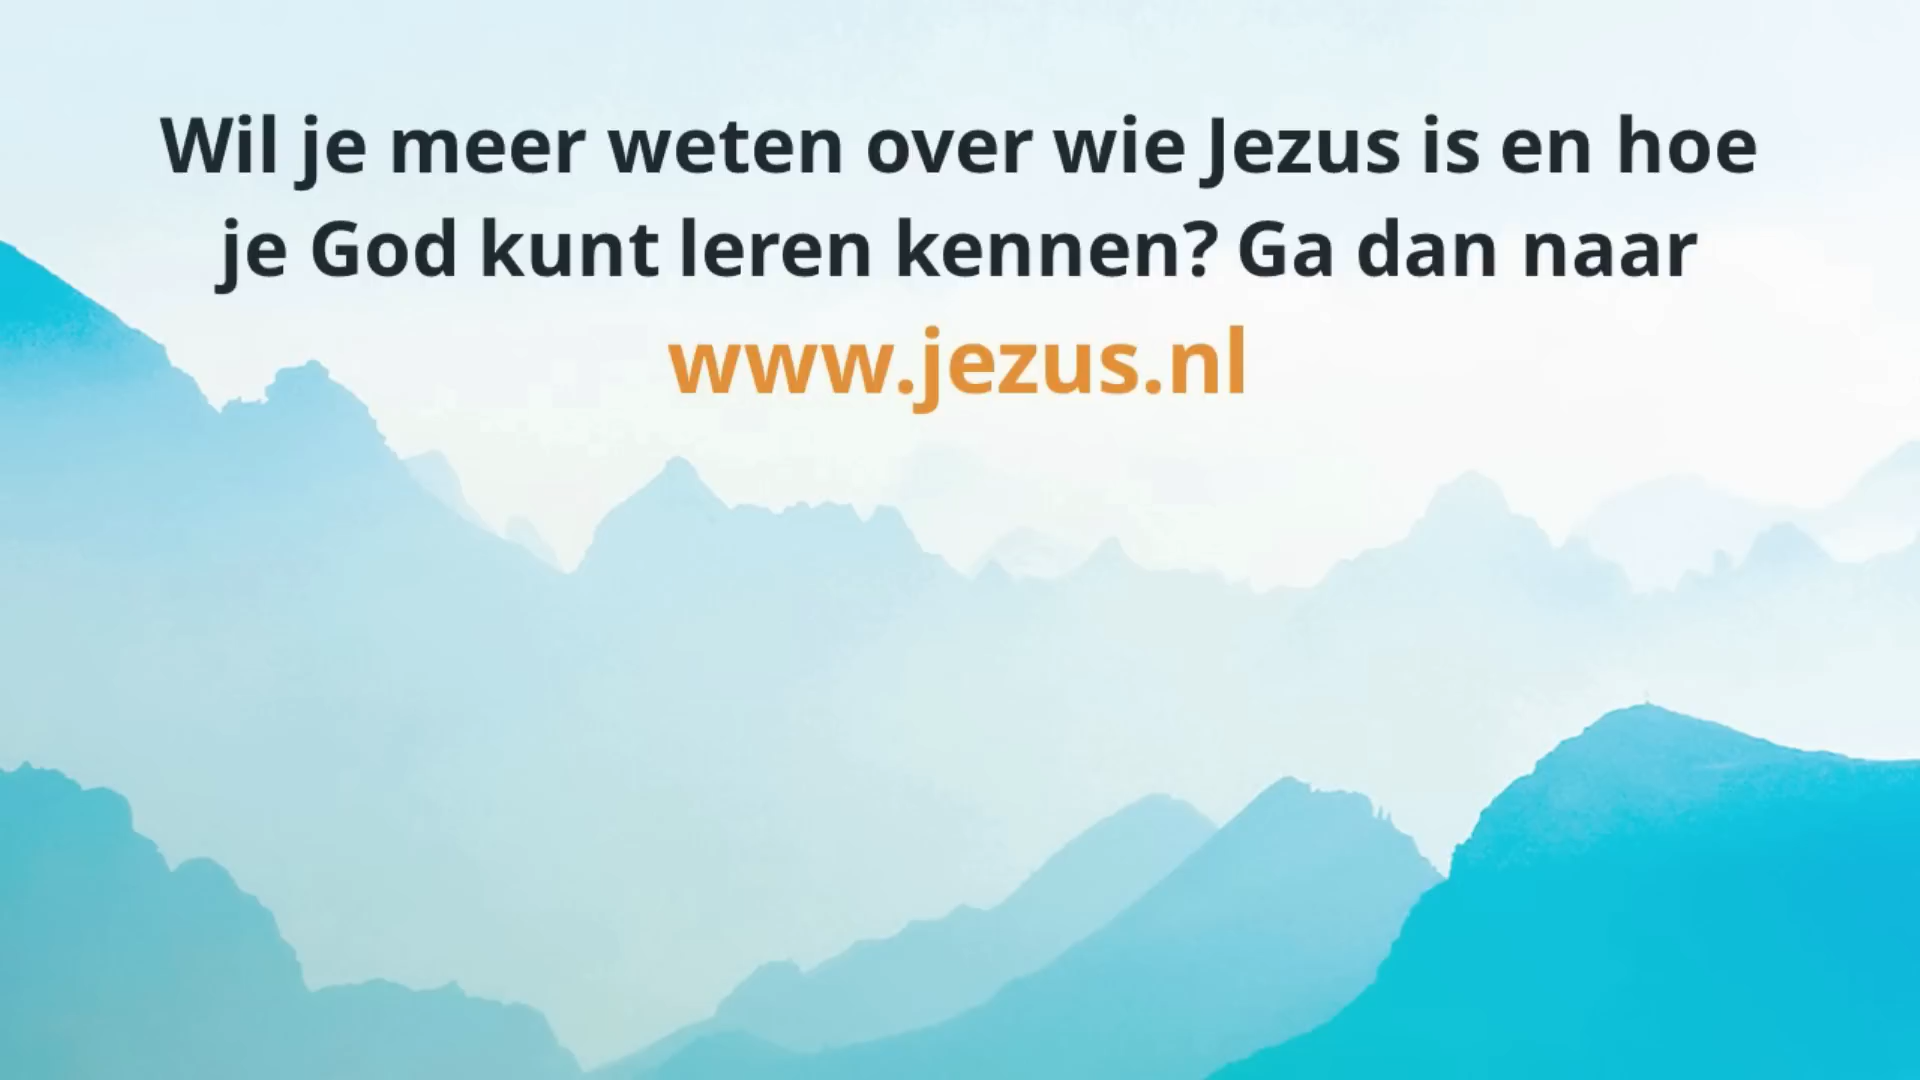 Wil je meer weten over wie Jezus is en hoe
je God kunt leren kennen? Ga dan naar
www.jezus.nl